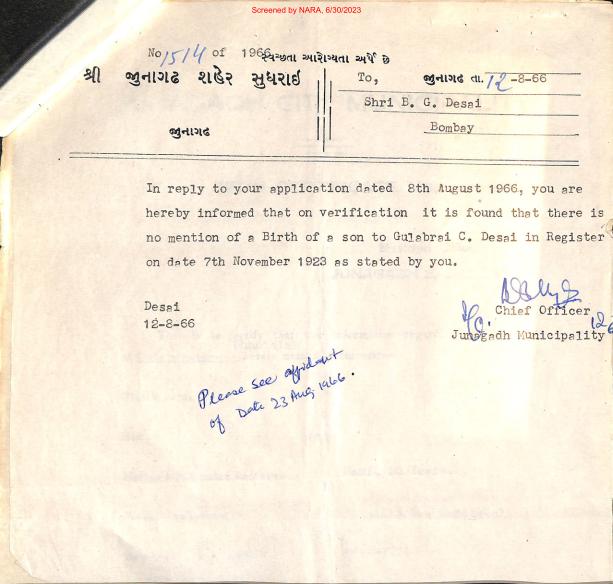 Screened by NARA, 6/30/2023
No 1514 of 1966
સ્વચ્છતા આરોગ્યતા અર્પે છે
શ્રી જીુનાગઢ શહેર સુધરાઇ
જીુનાગઢ
To, જીુનાગઢ તા. 12-8-66
Shri B. G. Desai
Bombay
In reply to your application dated 8th August 1966, you are
hereby informed that on verification it is found that there is
no mention of a Birth of a son to Gulabrai C. Desai in Register
on date 7th November 1923 as stated by you.
Desai
12-8-66
Chief Officer
Junagadh Municipality
Please see affidavit
of Date 23 Aug 1966.